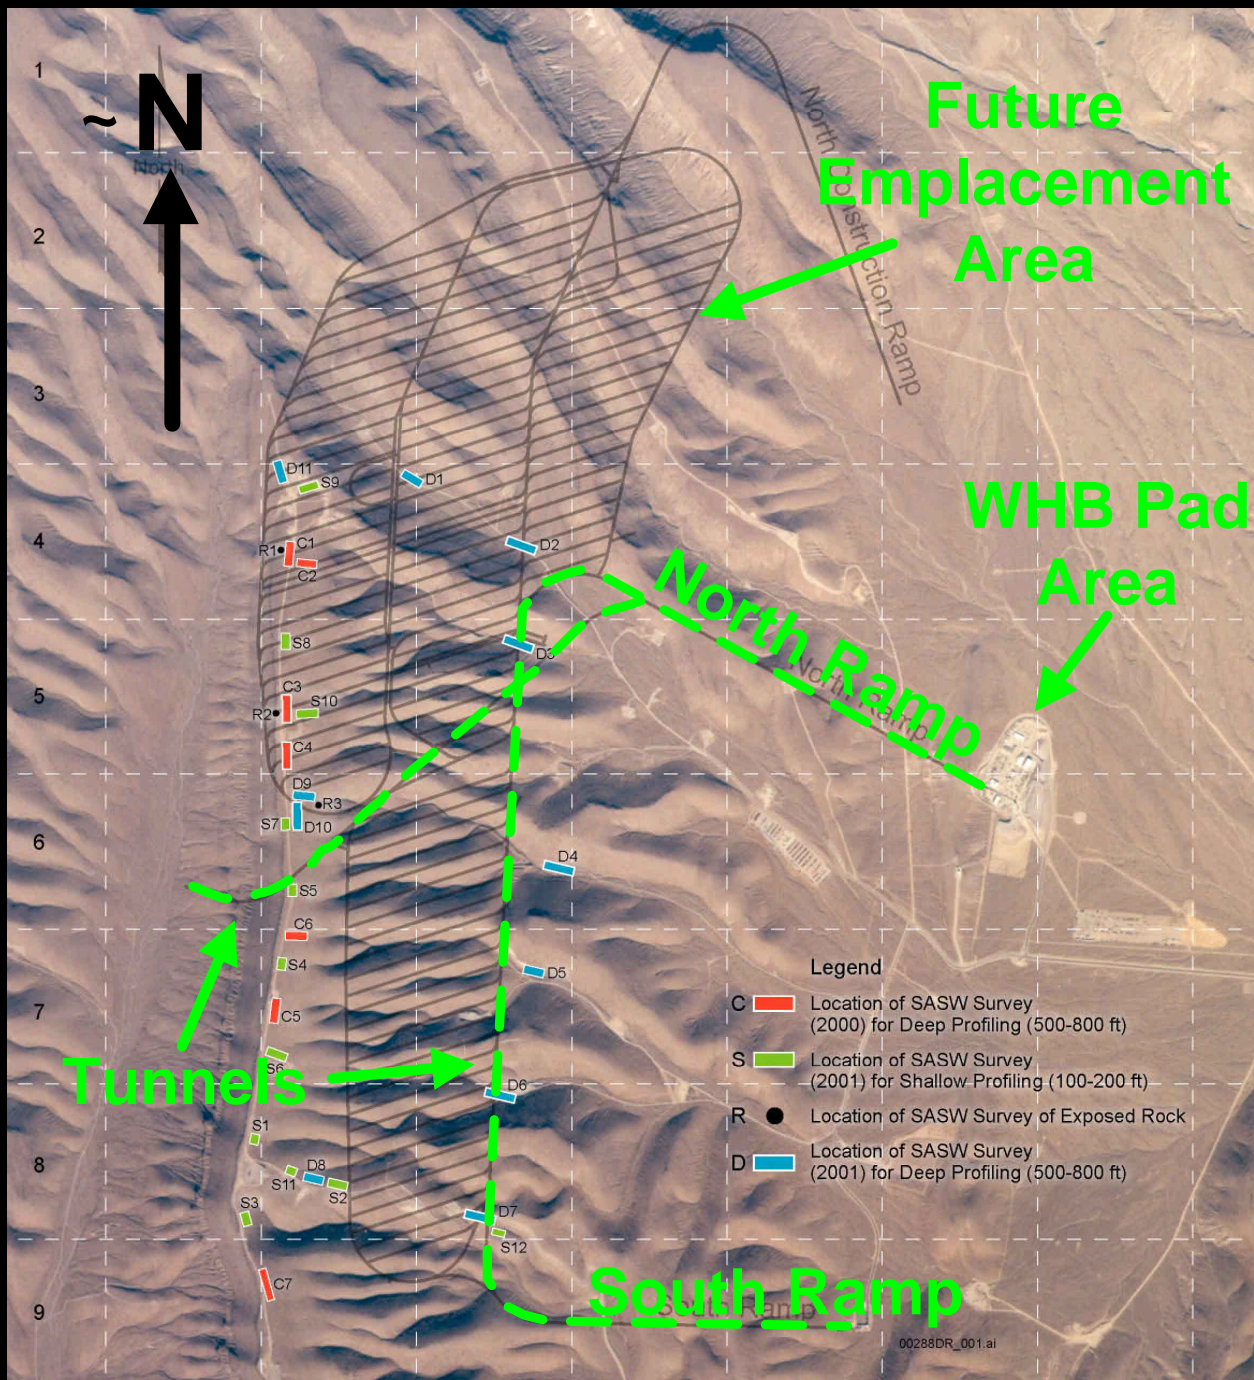 1
2
3
4
5
6
7
8
9
~ N
North
North Construction Ramp
Future
Emplacement
Area
WHB Pad
Area
North Ramp
North Ramp
D11
S9
D1
R1
C1
C2
D2
S8
D3
C3
S10
R2
C4
D9
R3
S7
D10
D4
S5
C6
S4
D5
C5
S6
Tunnels
D6
S1
D8
S11
S2
S3
D7
S12
C7
South Ramp
South Ramp
Legend
C Location of SASW Survey
(2000) for Deep Profiling (500-800 ft)
S Location of SASW Survey
(2001) for Shallow Profiling (100-200 ft)
R Location of SASW Survey of Exposed Rock
D Location of SASW Survey
(2001) for Deep Profiling (500-800 ft)
00288DR_001.ai